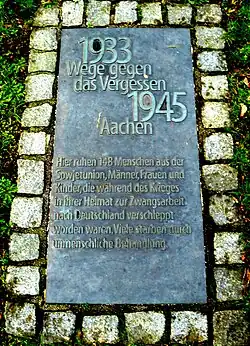 1933
Wege gegen
das Vergessen
1945
Aachen
Hier ruhen 148 Menschen aus der
Sowjetunion, Männer, Frauen und
Kinder, die während des Krieges
in ihrer Heimat zur Zwangsarbeit
nach Deutschland verschleppt
worden waren. Viele starben durch
unmenschliche Behandlung.